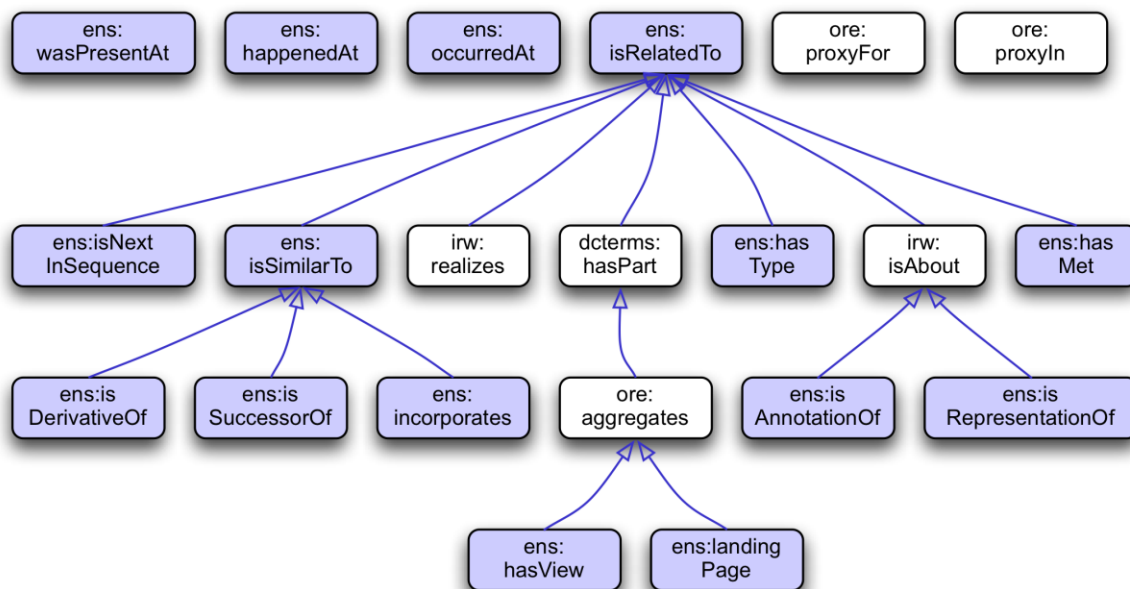 ens:
wasPresentAt
ens:
happenedAt
ens:
occurredAt
ens:
isRelatedTo
ore:
proxyFor
ore:
proxyIn
ens:isNext
InSequence
ens:
isSimilarTo
irw:
realizes
dcterms:
hasPart
ens:has
Type
irw:
isAbout
ens:has
Met
ens:is
DerivativeOf
ens:is
SuccessorOf
ens:
incorporates
ore:
aggregates
ens:is
AnnotationOf
ens:is
RepresentationOf
ens:
hasView
ens:landing
Page